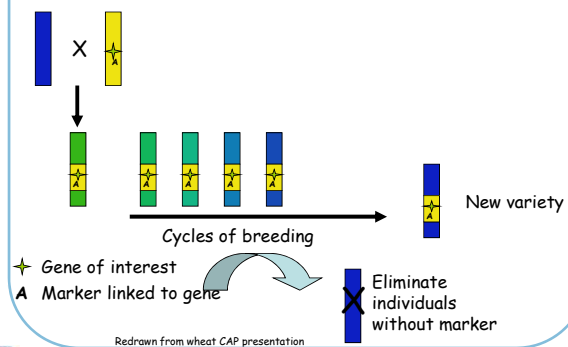 X
A
A
A A A A
A
New variety
Cycles of breeding
Gene of interest
A Marker linked to gene
Eliminate
individuals
without marker
Redrawn from wheat CAP presentation